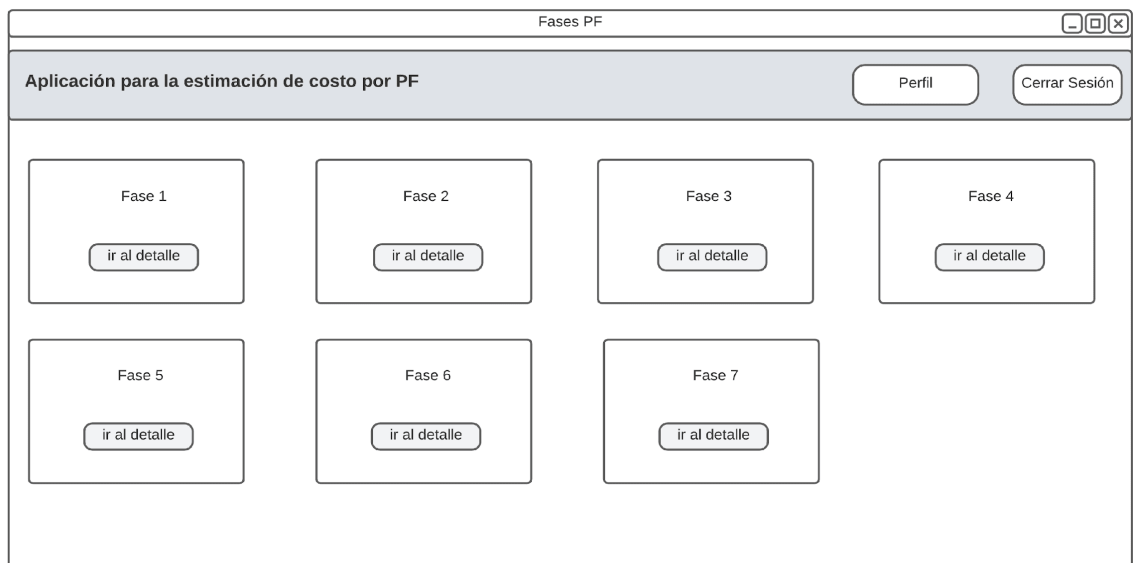 Fases PF
Aplicación para la estimación de costo por PF
Perfil
Cerrar Sesión
Fase 1
Fase 2
Fase 3
Fase 4
ir al detalle
ir al detalle
ir al detalle
ir al detalle
Fase 5
Fase 6
Fase 7
ir al detalle
ir al detalle
ir al detalle